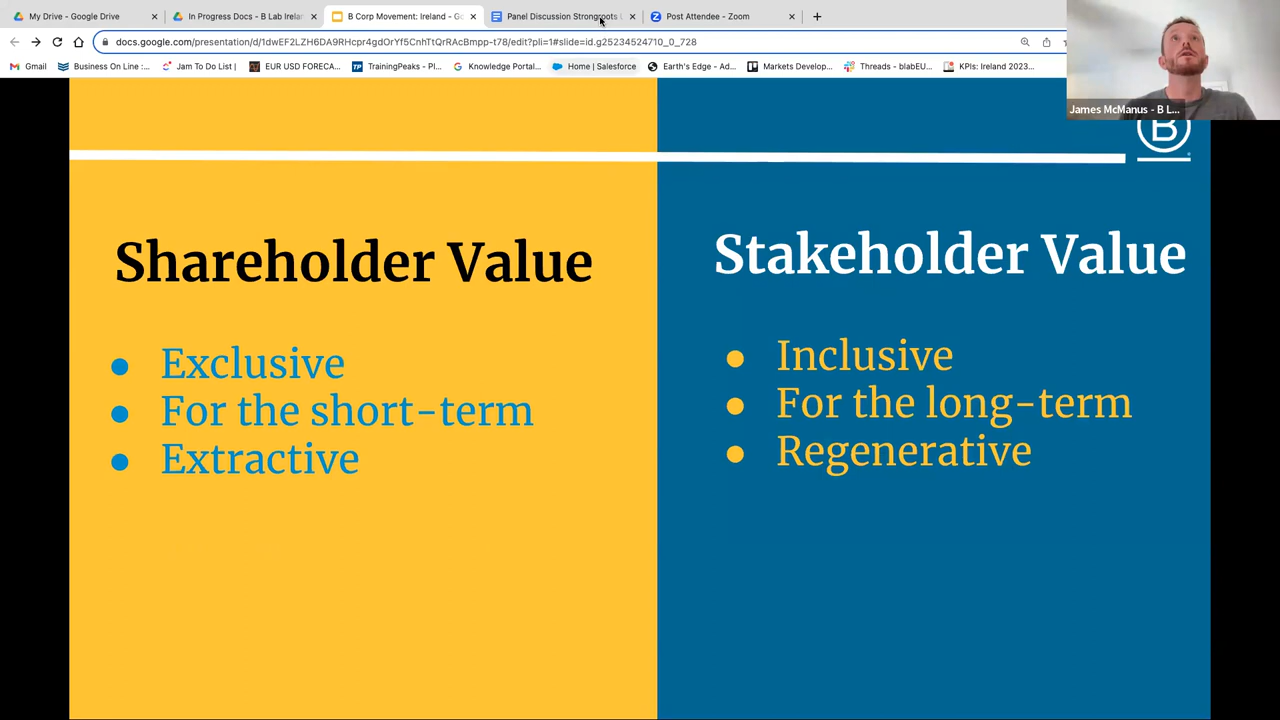 My Drive - Google Drive
In Progress Docs - B Lab Irelan
B Corp Movement: Ireland - Go
Panel Discussion Strongroots
Post Attendee - Zoom
docs.google.com/presentation/d/1dwEF2LZH6DA9RHcpr4gdOrYf5CnhTtQrRAcBmpp-t78/edit?pli=1#slide=id.g25234524710_0_728
Gmail
Business On Line :...
Jam To Do List |
EUR USD FORECA...
TrainingPeaks - Pl...
Knowledge Portal...
Home | Salesforce
Earth's Edge - Ad...
Markets Develop...
Threads - blabEU...
KPIs: Ireland 2023...
James McManus - B L...
B
Shareholder Value
Exclusive
For the short-term
Extractive
Stakeholder Value
Inclusive
For the long-term
Regenerative